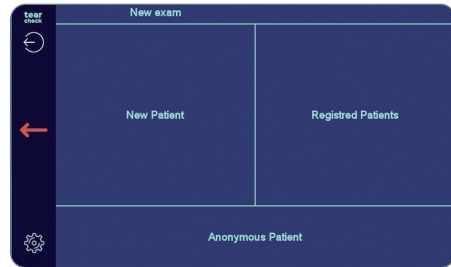 tear
check
New exam
New Patient
Registred Patients
Anonymous Patient